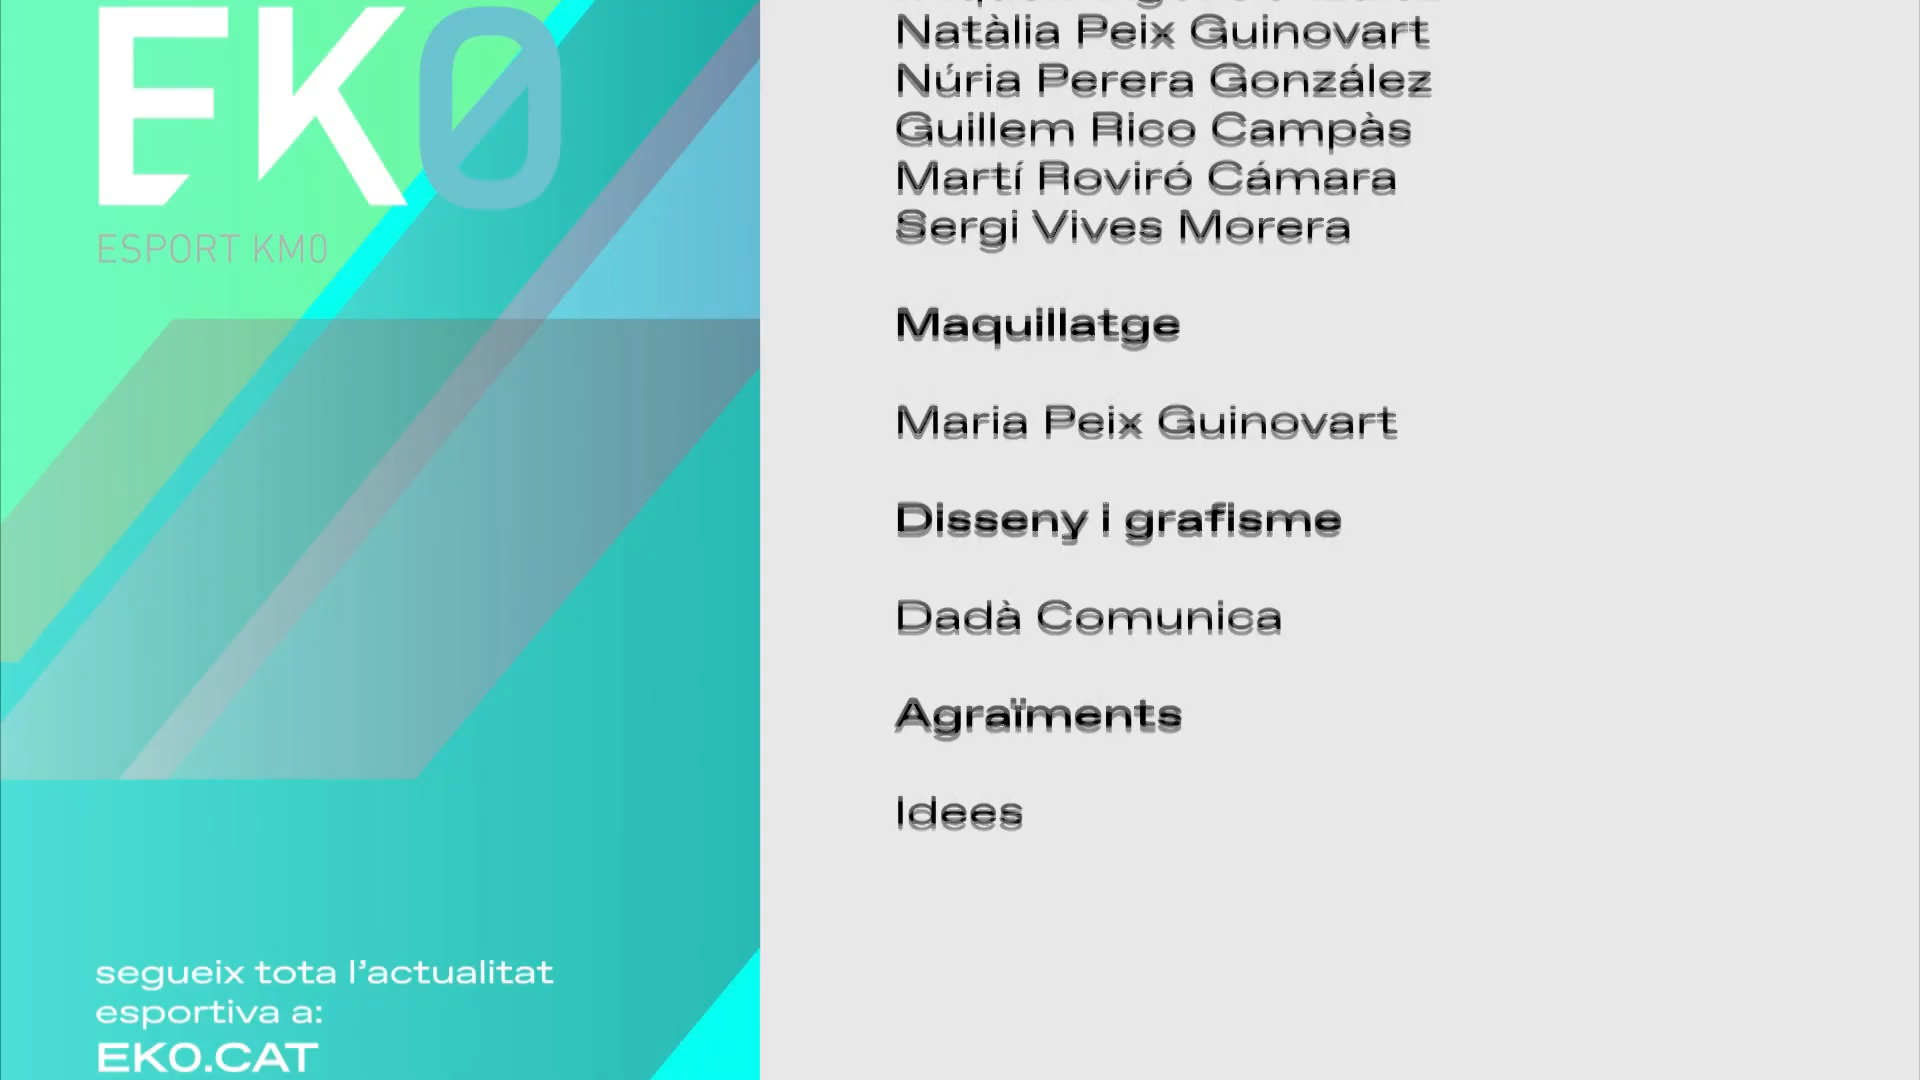 EK0
ESPORT KM0
segueix tota l'actualitat
esportiva a:
EK0.CAT
Natàlia Peix Guinovart
Núria Perera González
Guillem Rico Campàs
Martí Roviró Cámara
Sergi Vives Morera
Maquillatge
Maria Peix Guinovart
Disseny i grafisme
Dadà Comunica
Agraïments
Idees